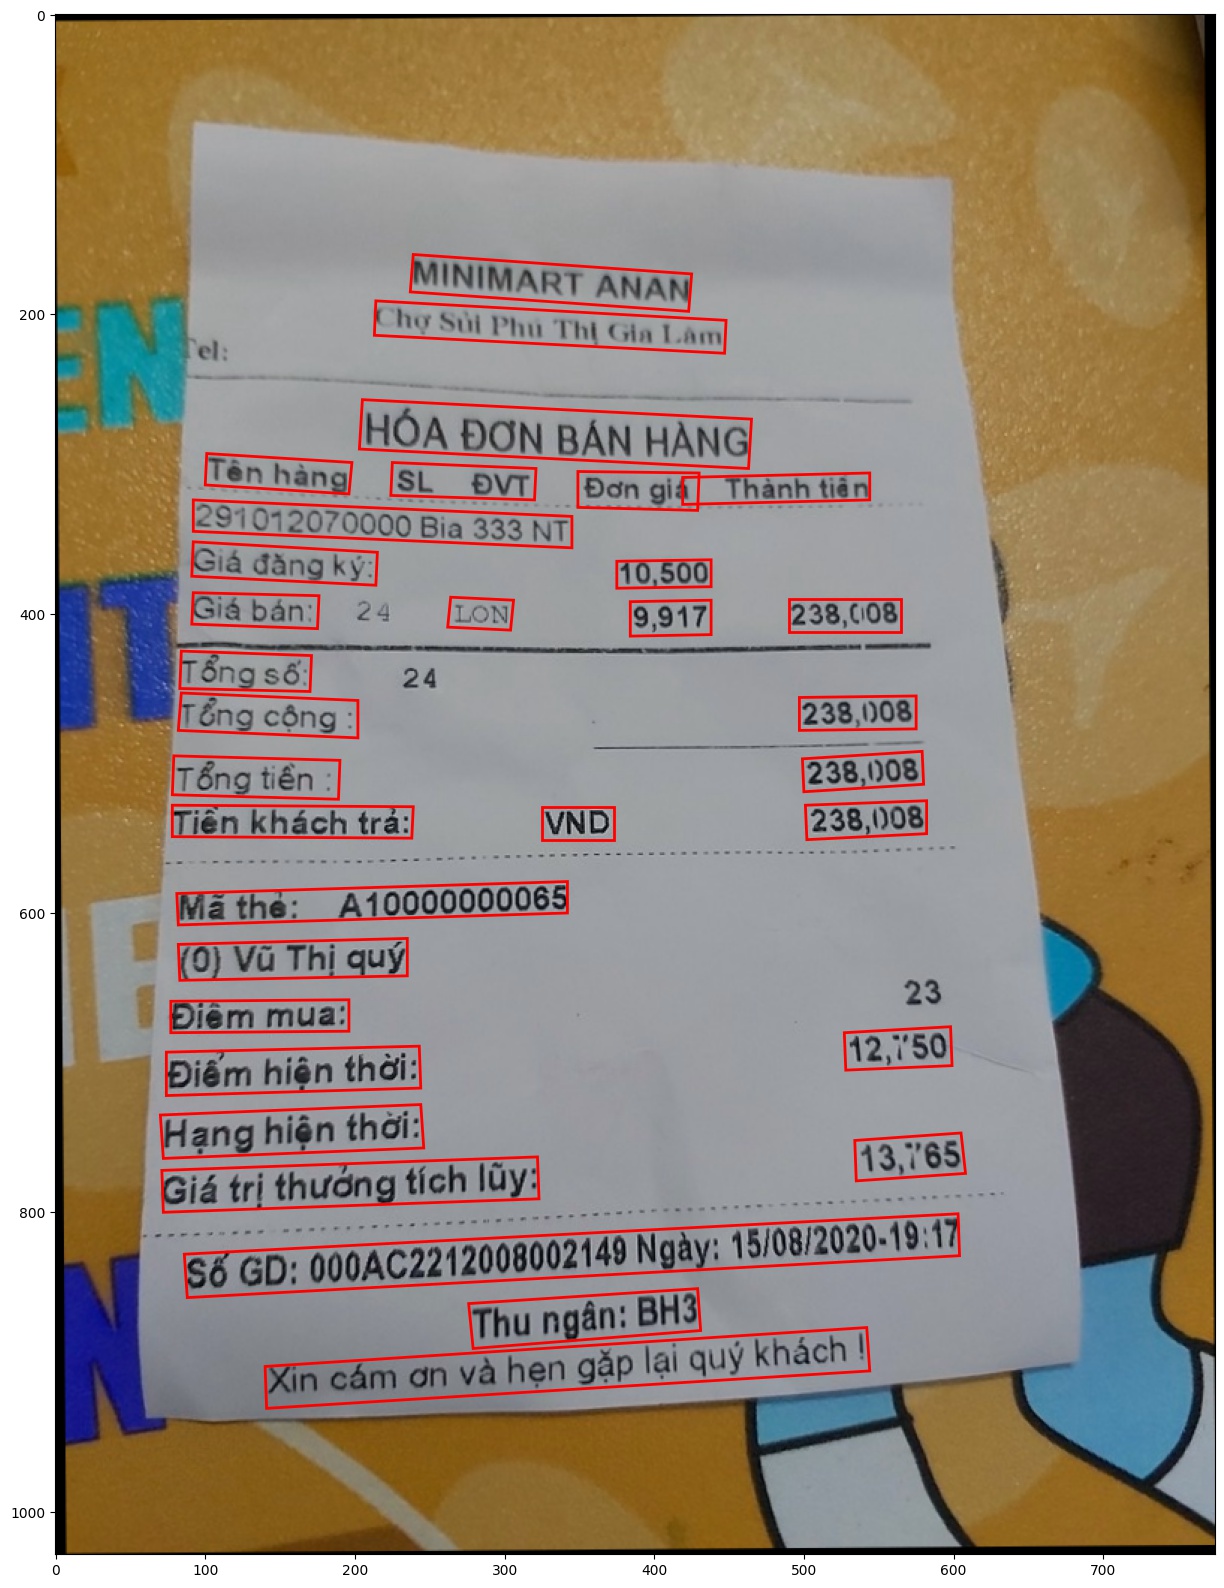 MINIMART ANAN
Chợ Sủi Phú Thị Gia Lâm
Tel:
HÓA ĐƠN BÁN HÀNG
Tên hàng SL ĐVT Đơn giá Thành tiền
291012070000 Bia 333 NT
Giá đăng ký: 10,500
Giá bán: 24 LON 9,917 238,008
Tổng số: 24
Tổng cộng : 238,008
Tổng tiền : 238,008
Tiền khách trả: VND 238,008
Mã thẻ: A10000000065
(0) Vũ Thị quý
Điểm mua: 23
Điểm hiện thời: 12,750
Hạng hiện thời:
Giá trị thưởng tích lũy: 13,765
Số GD: 000AC2212008002149 Ngày: 15/08/2020-19:17
Thu ngân: BH3
Xin cám ơn và hẹn gặp lại quý khách !
0
200
400
600
800
1000
0 100 200 300 400 500 600 700